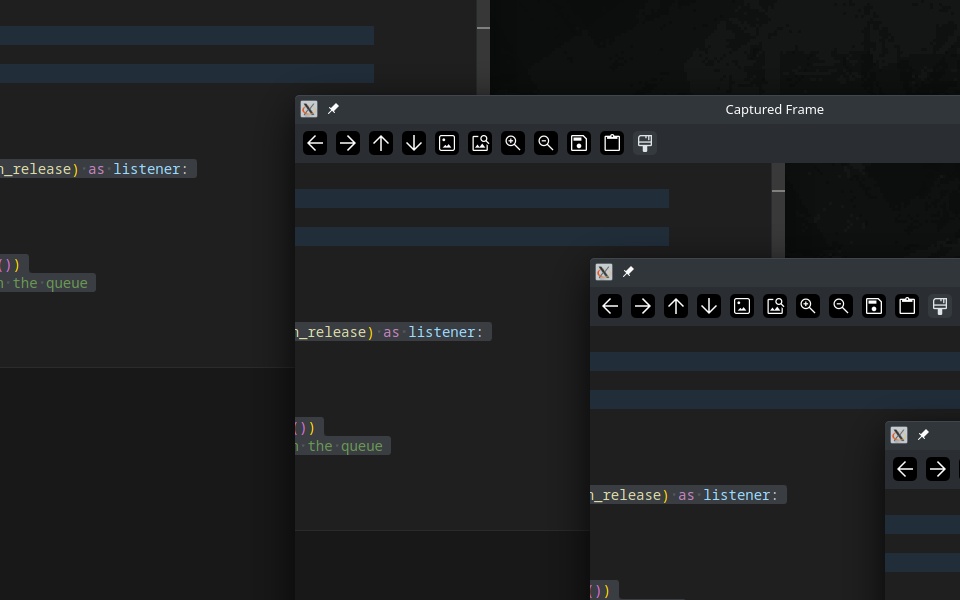 n_release) as listener:
())
n the queue
Captured Frame
n_release) as listener:
())
n the queue
n_release) as listener:
())